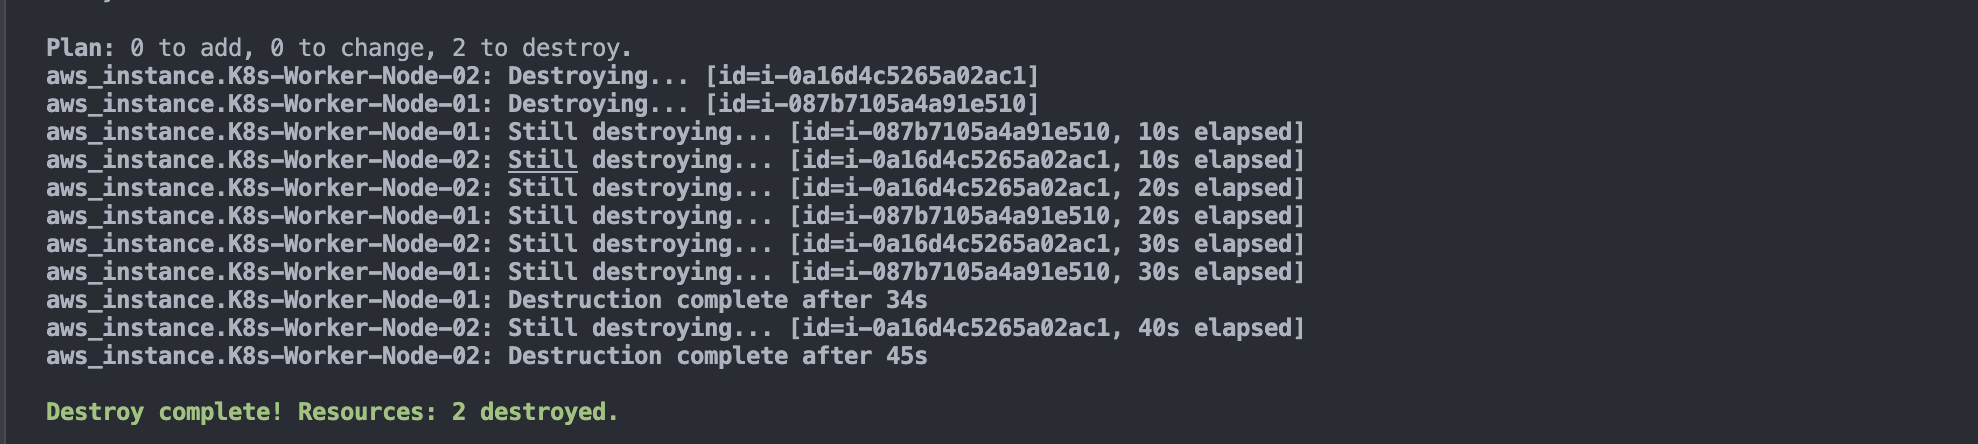 Plan: 0 to add, 0 to change, 2 to destroy.
aws_instance.K8s-Worker-Node-02: Destroying... [id=i-0a16d4c5265a02ac1]
aws_instance.K8s-Worker-Node-01: Destroying... [id=i-087b7105a4a91e510]
aws_instance.K8s-Worker-Node-01: Still destroying... [id=i-087b7105a4a91e510, 10s elapsed]
aws_instance.K8s-Worker-Node-02: Still destroying... [id=i-0a16d4c5265a02ac1, 10s elapsed]
aws_instance.K8s-Worker-Node-02: Still destroying... [id=i-0a16d4c5265a02ac1, 20s elapsed]
aws_instance.K8s-Worker-Node-01: Still destroying... [id=i-087b7105a4a91e510, 20s elapsed]
aws_instance.K8s-Worker-Node-02: Still destroying... [id=i-0a16d4c5265a02ac1, 30s elapsed]
aws_instance.K8s-Worker-Node-01: Still destroying... [id=i-087b7105a4a91e510, 30s elapsed]
aws_instance.K8s-Worker-Node-01: Destruction complete after 34s
aws_instance.K8s-Worker-Node-02: Still destroying... [id=i-0a16d4c5265a02ac1, 40s elapsed]
aws_instance.K8s-Worker-Node-02: Destruction complete after 45s
Destroy complete! Resources: 2 destroyed.